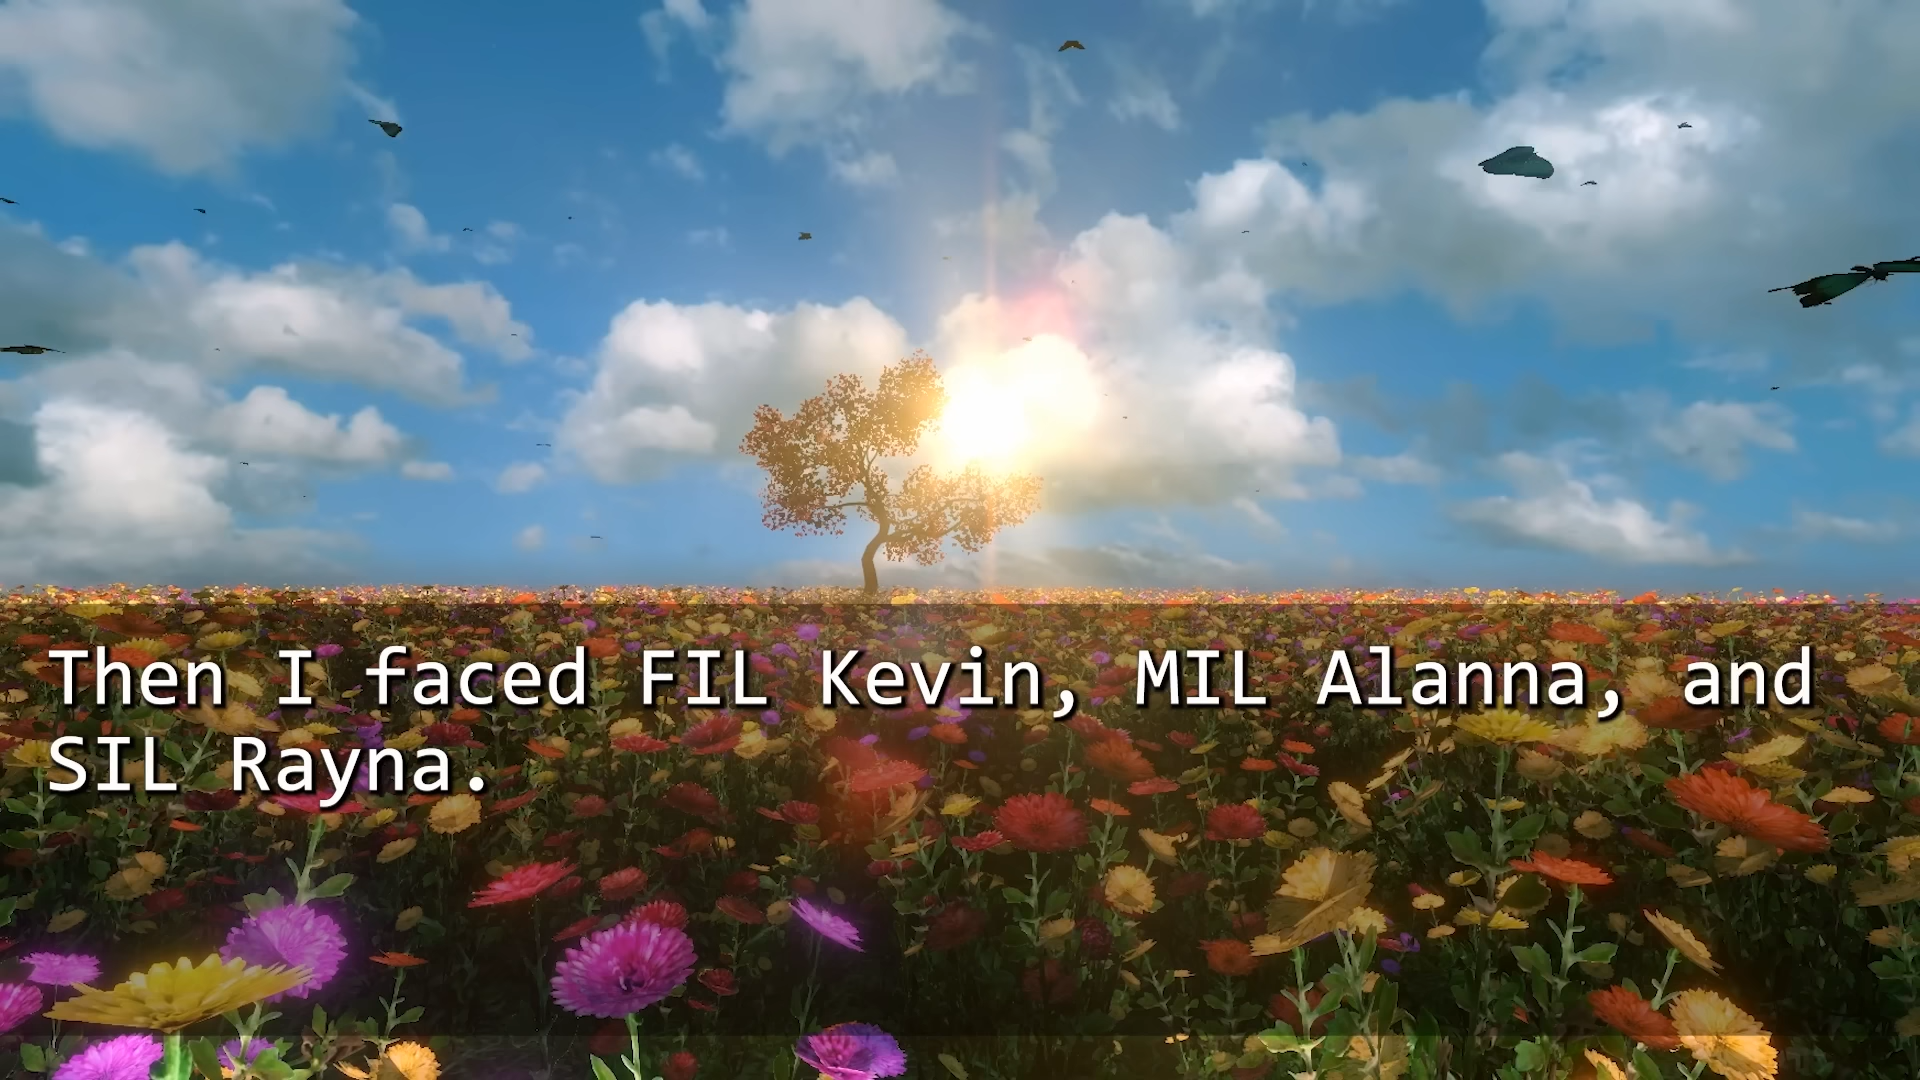 Then I faced FIL Kevin, MIL Alanna, and
SIL Rayna.